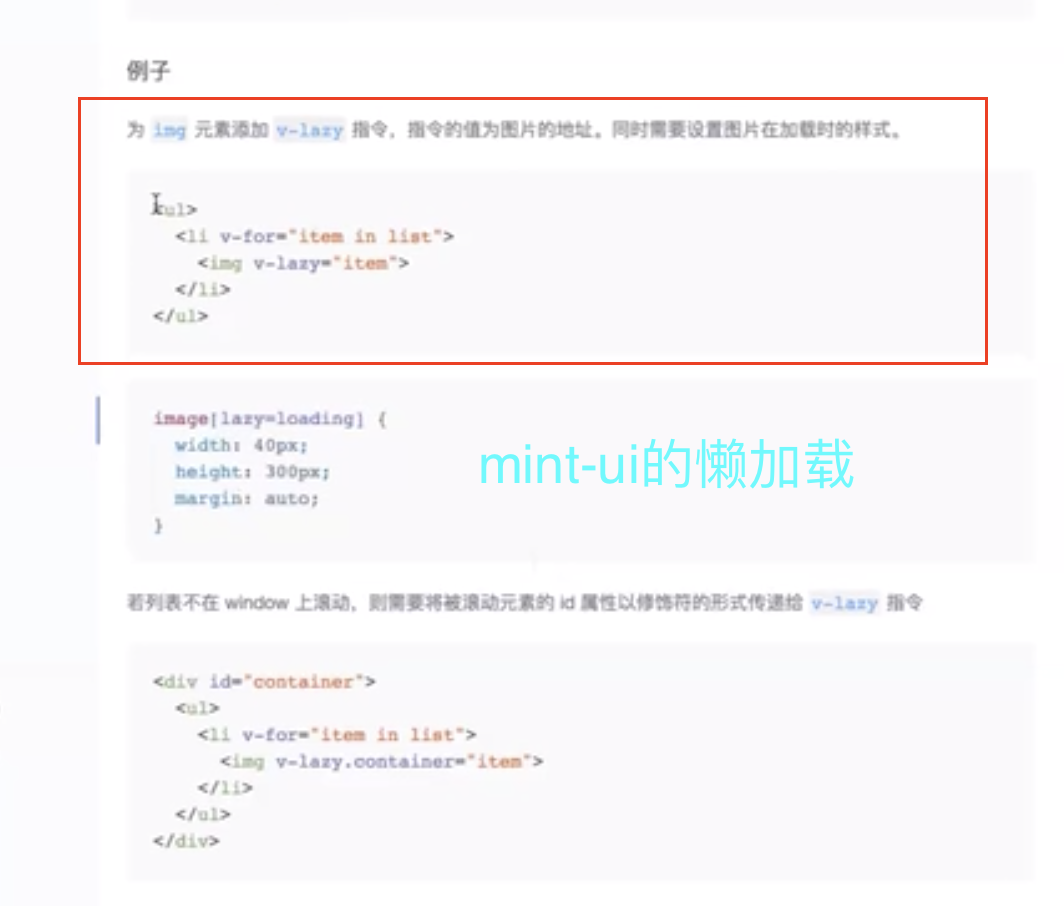 例子
为 img 元素添加 v-lazy 指令，指令的值为图片的地址。同时需要设置图片在加载时的样式。
<ul>
<li v-for="item in list">
<img v-lazy="item">
</li>
</ul>
image[lazy=loading] {
width: 40px;
height: 300px;
margin: auto;
}
mint-ui的懒加载
若列表不在 window 上滚动，则需要将被滚动元素的 id 属性以修饰符的形式传递给 v-lazy 指令
<div id="container">
<ul>
<li v-for="item in list">
<img v-lazy.container="item">
</li>
</ul>
</div>